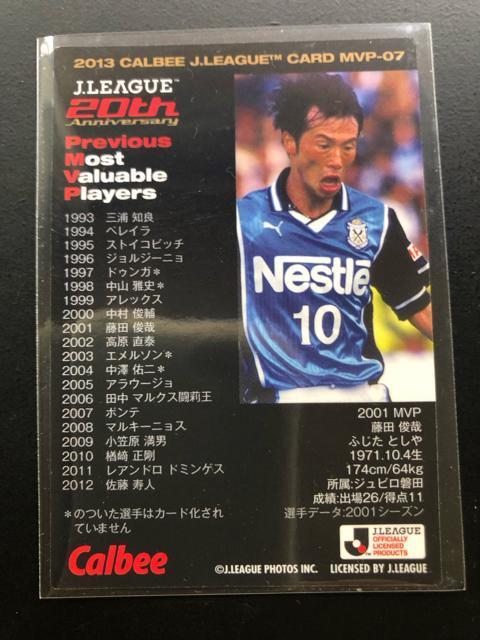 2013 CALBEE J.LEAGUE™ CARD MVP-07
J.LEAGUE™
20th
Anniversary
Previous
Most
Valuable
Players
1993 三浦 知良
1994 ペレイラ
1995 ストイコビッチ
1996 ジョルジーニョ
1997 ドゥンガ＊
1998 中山 雅史＊
1999 アレックス
2000 中村 俊輔
2001 藤田 俊哉
2002 高原 直泰
2003 エメルソン＊
2004 中澤 佑二＊
2005 アラウージョ
2006 田中 マルクス闘莉王
2007 ポンテ
2008 マルキーニョス
2009 小笠原 満男
2010 楢﨑 正剛
2011 レアンドロ ドミンゲス
2012 佐藤 寿人
＊のついた選手はカード化され
ていません
Nestlé
10
2001 MVP
藤田 俊哉
ふじた としや
1971.10.4生
174cm/64kg
所属:ジュビロ磐田
成績:出場26/得点11
選手データ:2001シーズン
Calbee
J.LEAGUE
OFFICIALLY
LICENSED
PRODUCTS
©J.LEAGUE PHOTOS INC. LICENSED BY J.LEAGUE